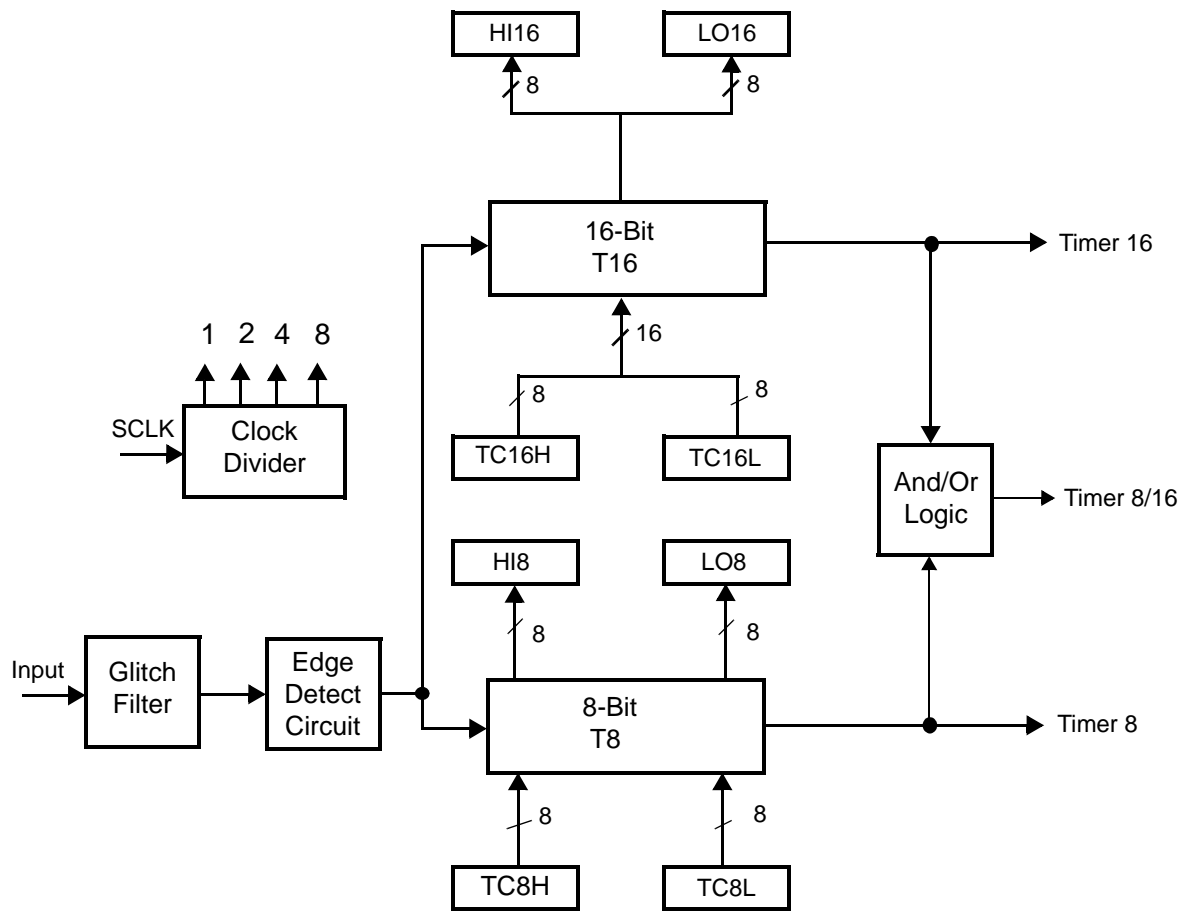 HI16
LO16
8
8
16-Bit
T16
Timer 16
16
1 2 4 8
8
8
SCLK
Clock
Divider
TC16H
TC16L
And/Or
Logic
Timer 8/16
HI8
LO8
8
8
Input
Glitch
Filter
Edge
Detect
Circuit
8-Bit
T8
Timer 8
8
8
TC8H
TC8L